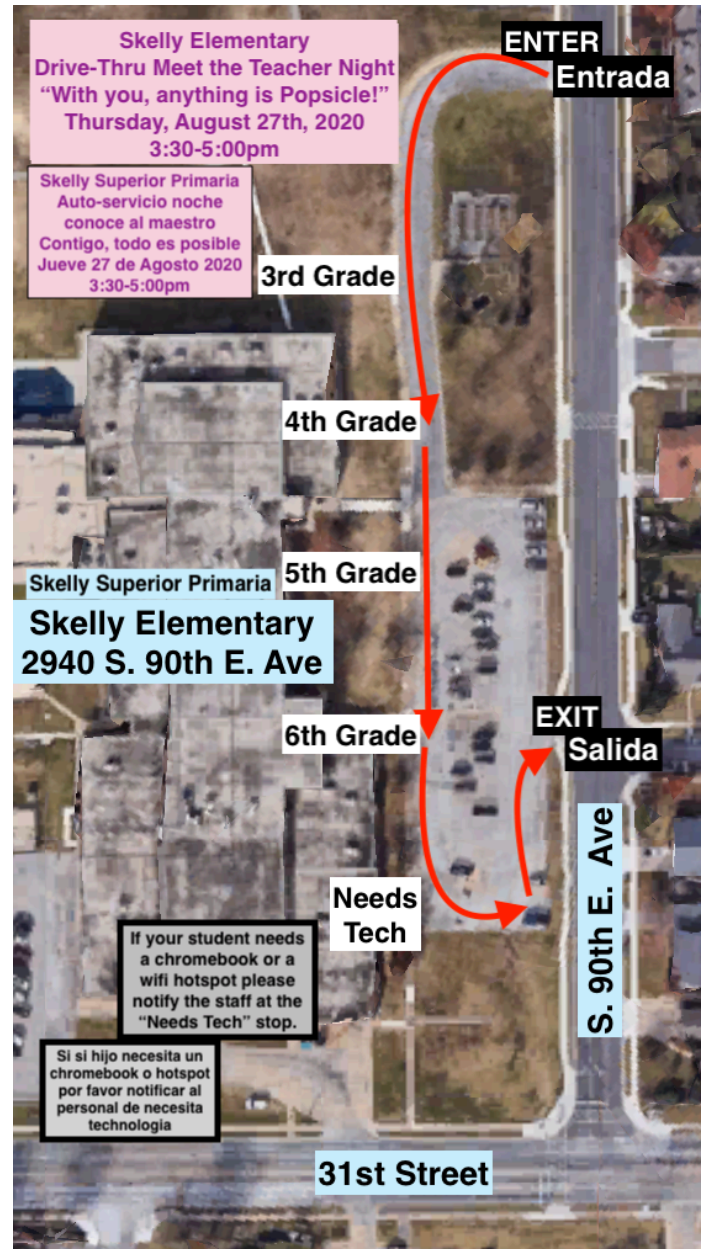 Skelly Elementary
Drive-Thru Meet the Teacher Night
“With you, anything is Popsicle!”
Thursday, August 27th, 2020
3:30-5:00pm
Skelly Superior Primaria
Auto-servicio noche
conoce al maestro
Contigo, todo es posible
Jueve 27 de Agosto 2020
3:30-5:00pm
ENTER
Entrada
3rd Grade
4th Grade
5th Grade
Skelly Superior Primaria
Skelly Elementary
2940 S. 90th E. Ave
6th Grade
EXIT
Salida
S. 90th E. Ave
Needs
Tech
If your student needs
a chromebook or a
wifi hotspot please
notify the staff at the
“Needs Tech” stop.
Si si hijo necesita un
chromebook o hotspot
por favor notificar al
personal de necesita
technologia
31st Street